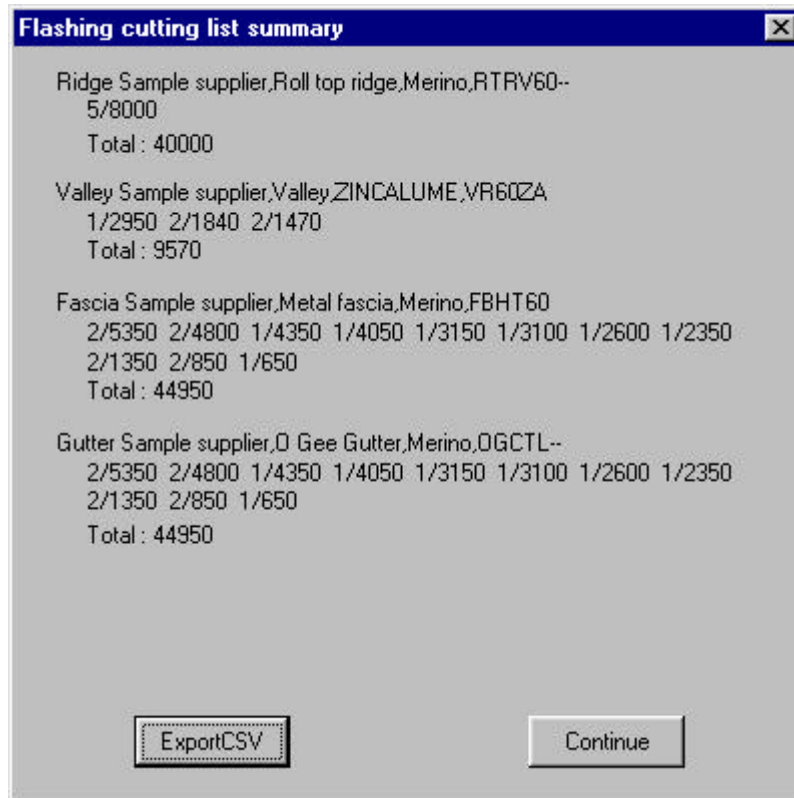 Flashing cutting list summary
Ridge Sample supplier,Roll top ridge,Merino,RTRV60--
5/8000
Total : 40000
Valley Sample supplier,Valley,ZINCALUME,VR60ZA
1/2950 2/1840 2/1470
Total : 9570
Fascia Sample supplier,Metal fascia,Merino,FBHT60
2/5350 2/4800 1/4350 1/4050 1/3150 1/3100 1/2600 1/2350
2/1350 2/850 1/650
Total : 44950
Gutter Sample supplier,O Gee Gutter,Merino,OGCTL--
2/5350 2/4800 1/4350 1/4050 1/3150 1/3100 1/2600 1/2350
2/1350 2/850 1/650
Total : 44950
ExportCSV Continue